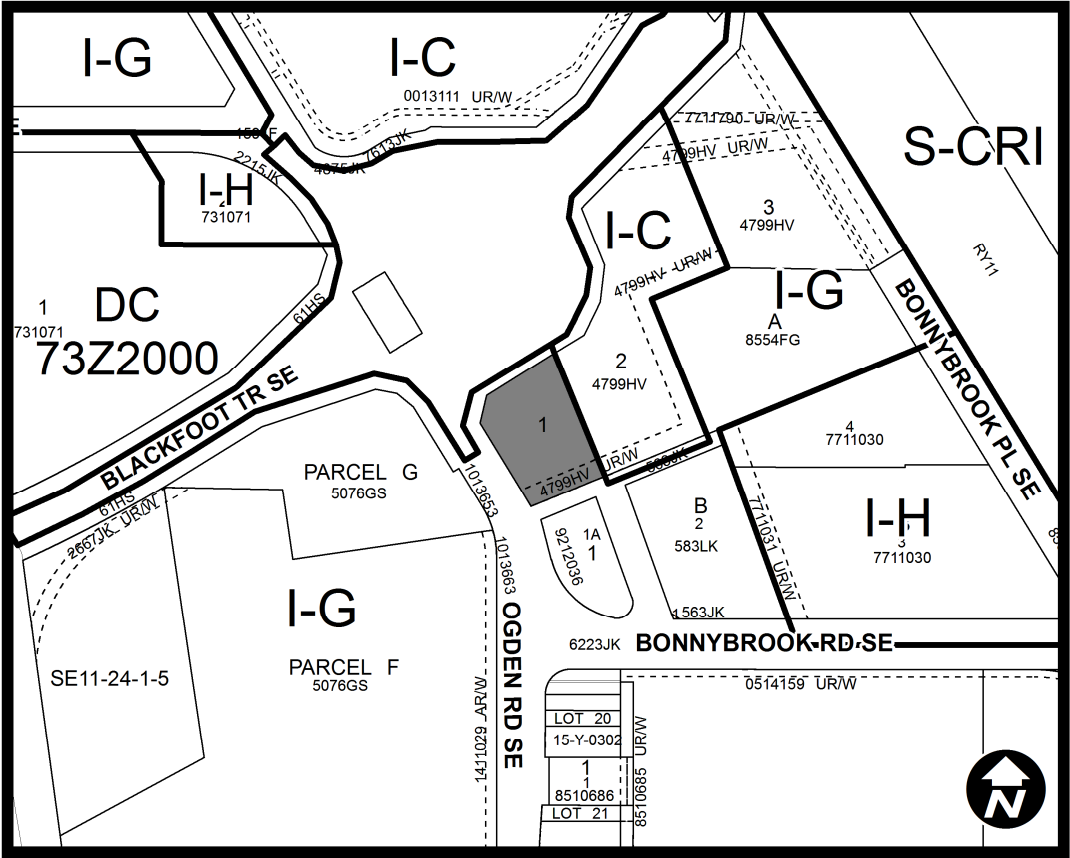 I-G
I-C
0013111 UR/W
7711790 UR/W
S-CRI
7613JK
4875JK
4799HV UR/W
2215JK
I-H
2
731071
3
4799HV
I-C
RY11
4799HV UR/W
1
731071
DC
73Z2000
61HS
I-G
A
8554FG
BONNYBROOK PL SE
2
4799HV
BLACKFOOT TR SE
1
4
7711030
PARCEL G
5076GS
4799HV UR/W
1013653
61HS
2667JK UR/W
B
2
583LK
7711031 UR/W
I-H
3
7711030
1A
1
9212036
1013663
I-G
1563JK
OGDEN RD SE
6223JK
BONNYBROOK RD SE
PARCEL F
5076GS
SE11-24-1-5
0514159 UR/W
1411029 AR/W
LOT 20
15-Y-0302
UR/W
8510685
1
1
8510686
LOT 21
N